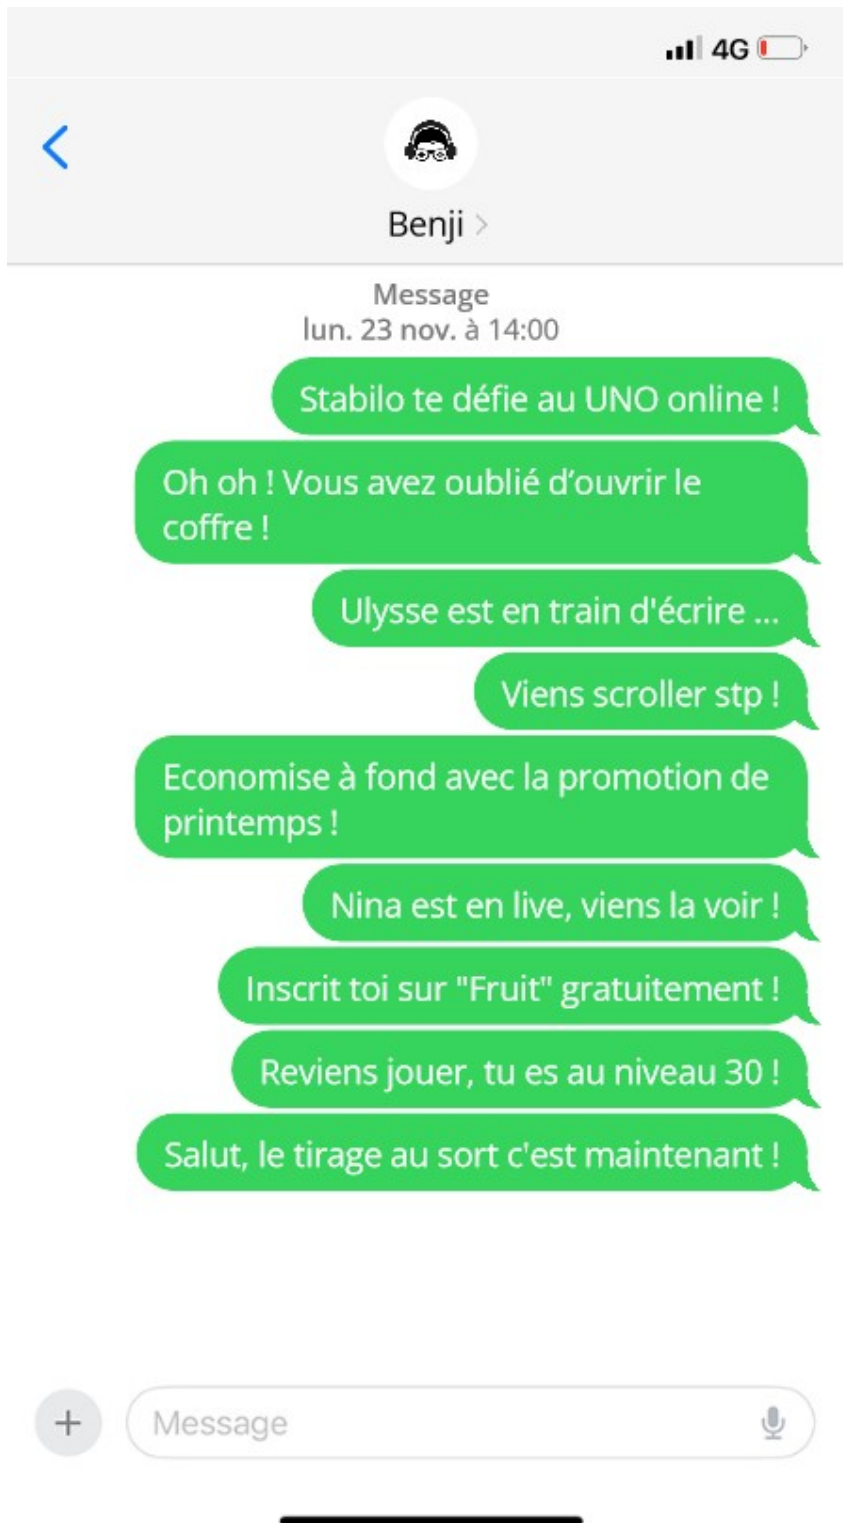 4G
Benji
Message
lun. 23 nov. à 14:00
Stabilo te défie au UNO online !
Oh oh ! Vous avez oublié d’ouvrir le
coffre !
Ulysse est en train d'écrire ...
Viens scroller stp !
Economise à fond avec la promotion de
printemps !
Nina est en live, viens la voir !
Inscrit toi sur "Fruit" gratuitement !
Reviens jouer, tu es au niveau 30 !
Salut, le tirage au sort c'est maintenant !
Message